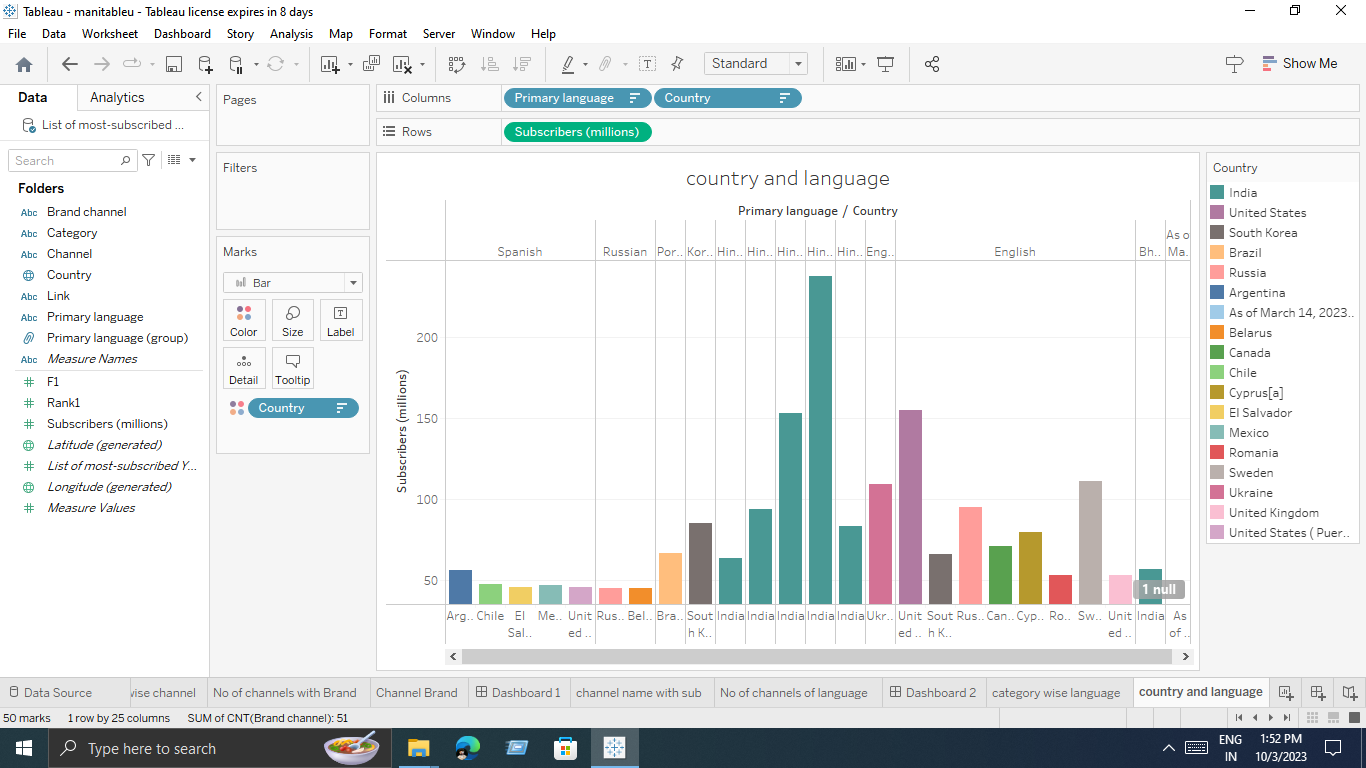 Tableau - manitableu - Tableau license expires in 8 days
File Data Worksheet Dashboard Story Analysis Map Format Server Window Help
Standard
Show Me
Data Analytics
List of most-subscribed ...
Search
Folders
Abc Brand channel
Abc Category
Abc Channel
Country
Abc Link
Abc Primary language
Primary language (group)
Abc Measure Names
# F1
# Rank1
# Subscribers (millions)
Latitude (generated)
# List of most-subscribed Y...
Longitude (generated)
# Measure Values
Pages
Filters
Marks
Bar
Color Size Label
Detail Tooltip
Country
Columns Primary language Country
Rows Subscribers (millions)
country and language
Primary language / Country
As o
Spanish Russian Por.. Kor.. Hin.. Hin.. Hin.. Hin.. Hin.. Eng.. English Bh.. Ma.
Subscribers (millions)
200
150
100
50
1 null
Arg.. Chile El Me.. Unit Rus.. Bel.. Bra.. Sout India India India India India Ukr.. Unit Sout Rus.. Can.. Cyp.. Ro.. Sw.. Unit India As
Sal.. ed .. h K.. ed .. h K.. ed .. of ..
Country
India
United States
South Korea
Brazil
Russia
Argentina
As of March 14, 2023..
Belarus
Canada
Chile
Cyprus[a]
El Salvador
Mexico
Romania
Sweden
Ukraine
United Kingdom
United States ( Puer..
Data Source wise channel No of channels with Brand Channel Brand Dashboard 1 channel name with sub No of channels of language Dashboard 2 category wise language country and language
50 marks 1 row by 25 columns SUM of CNT(Brand channel): 51
Type here to search
ENG
IN
1:52 PM
10/3/2023